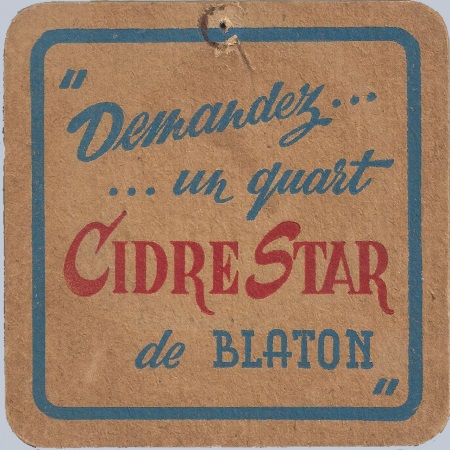 " Demandez...
... un quart
CIDRE STAR
de BLATON "